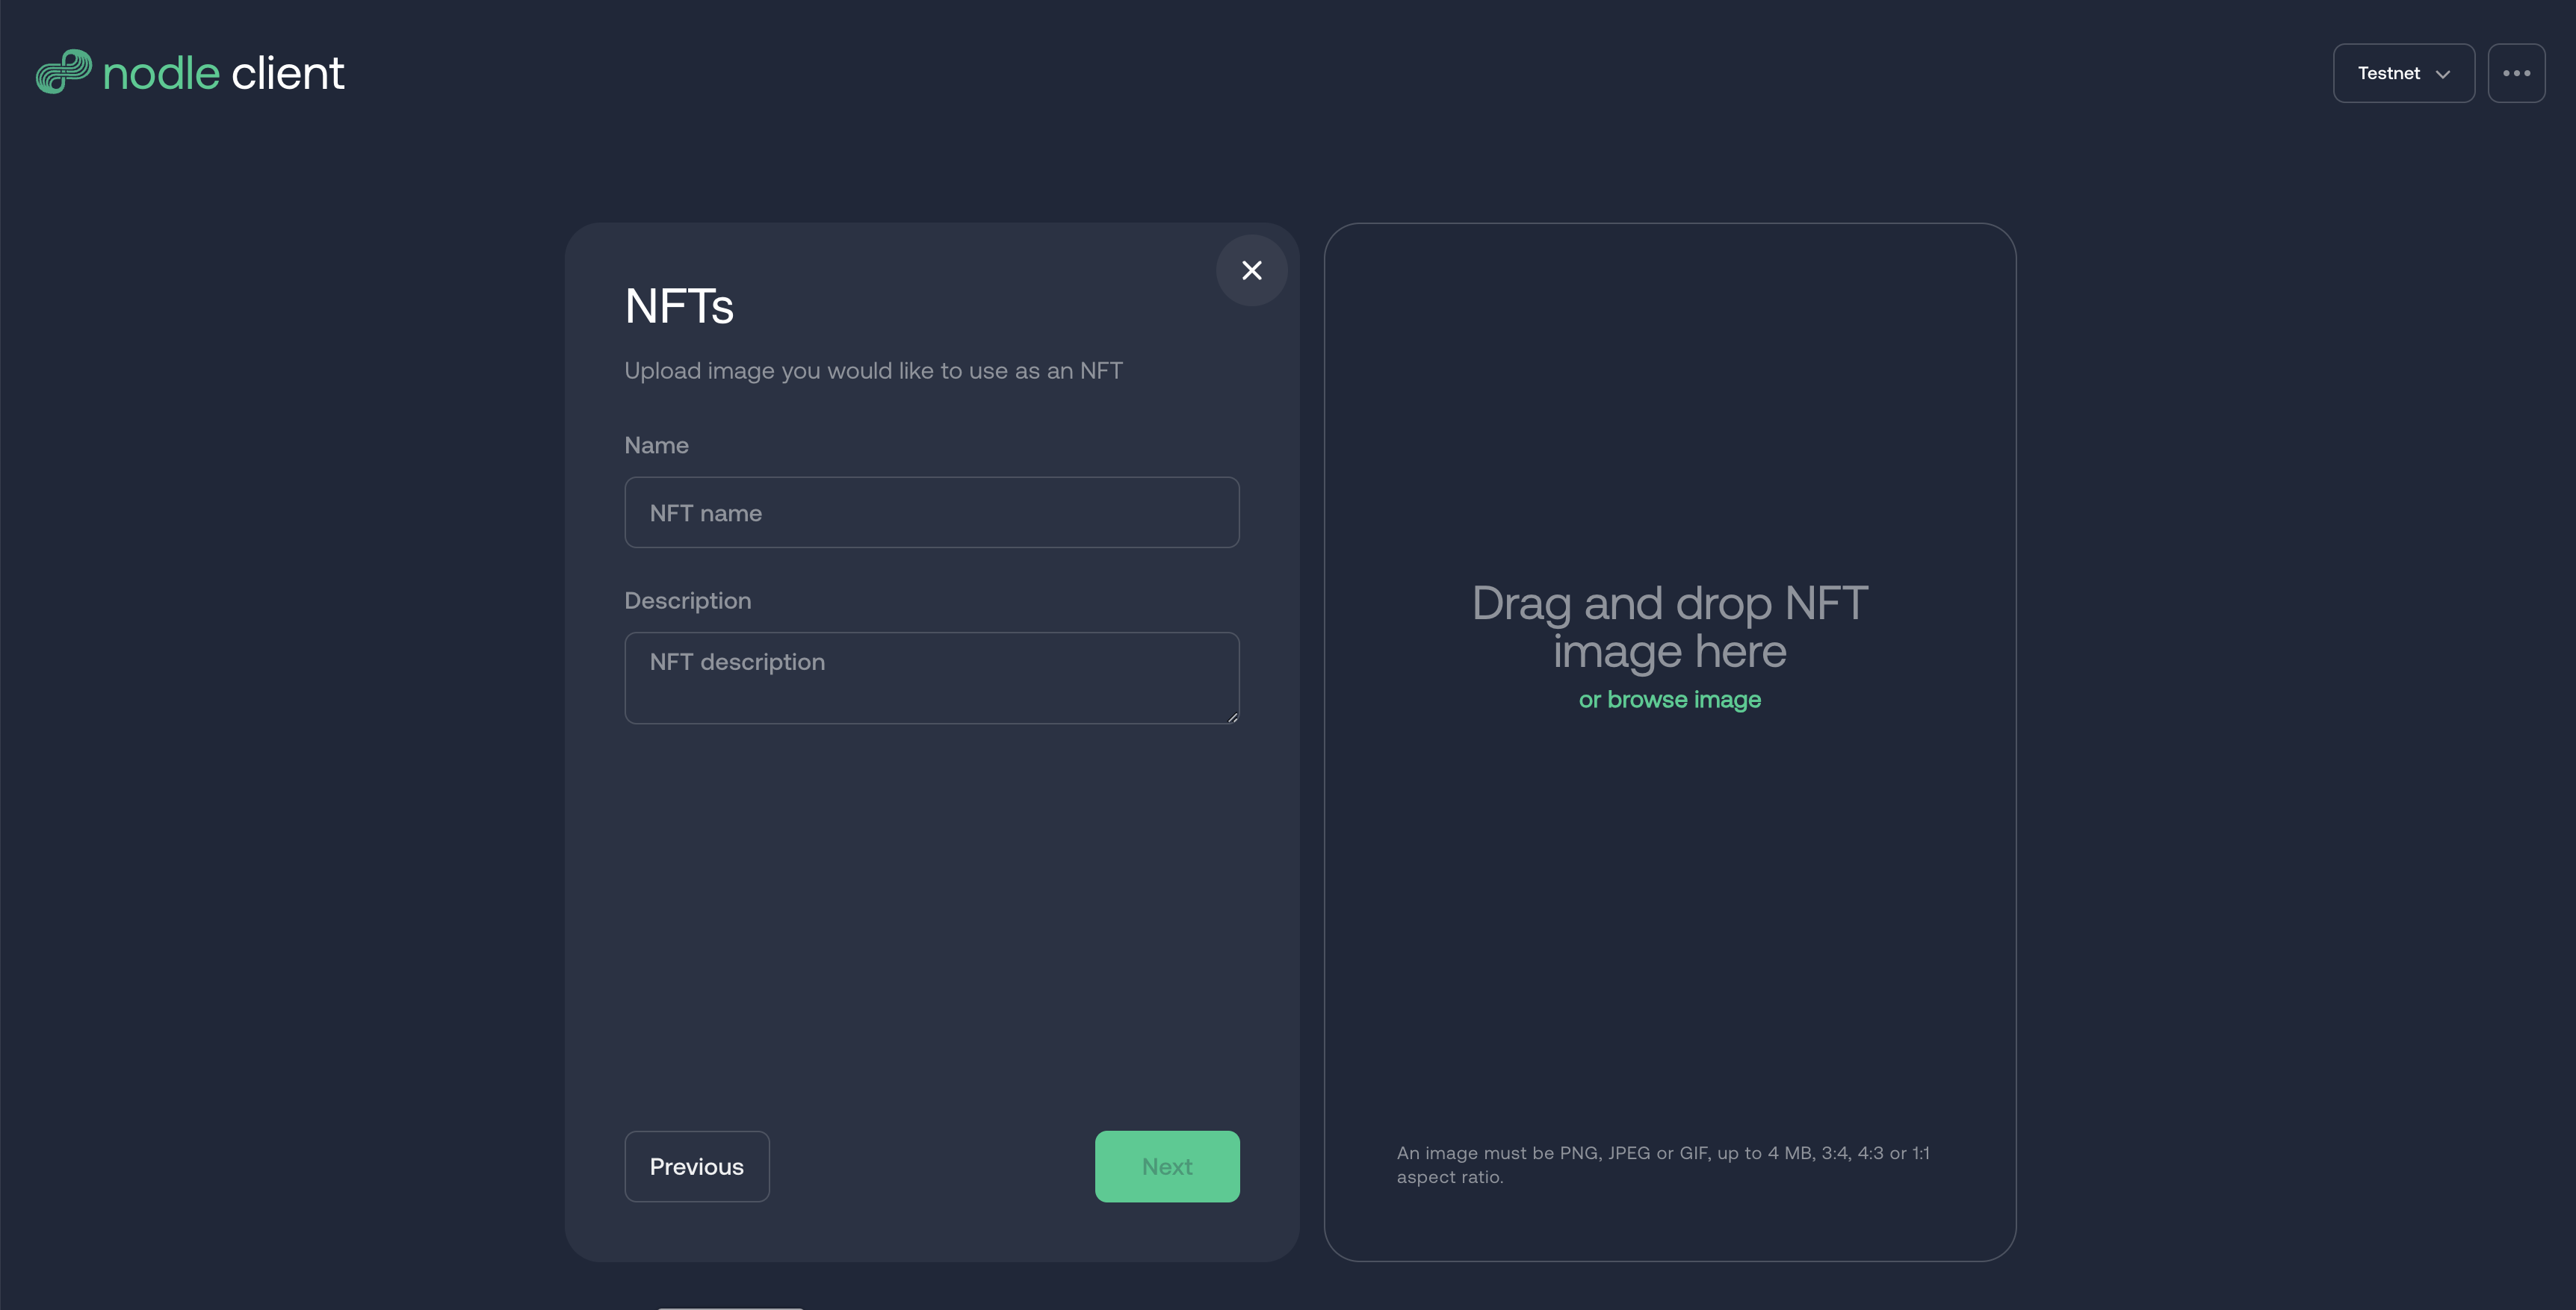 nodle client
Testnet
NFTs
Upload image you would like to use as an NFT
Name
NFT name
Description
NFT description
Previous
Next
Drag and drop NFT
image here
or browse image
An image must be PNG, JPEG or GIF, up to 4 MB, 3:4, 4:3 or 1:1
aspect ratio.